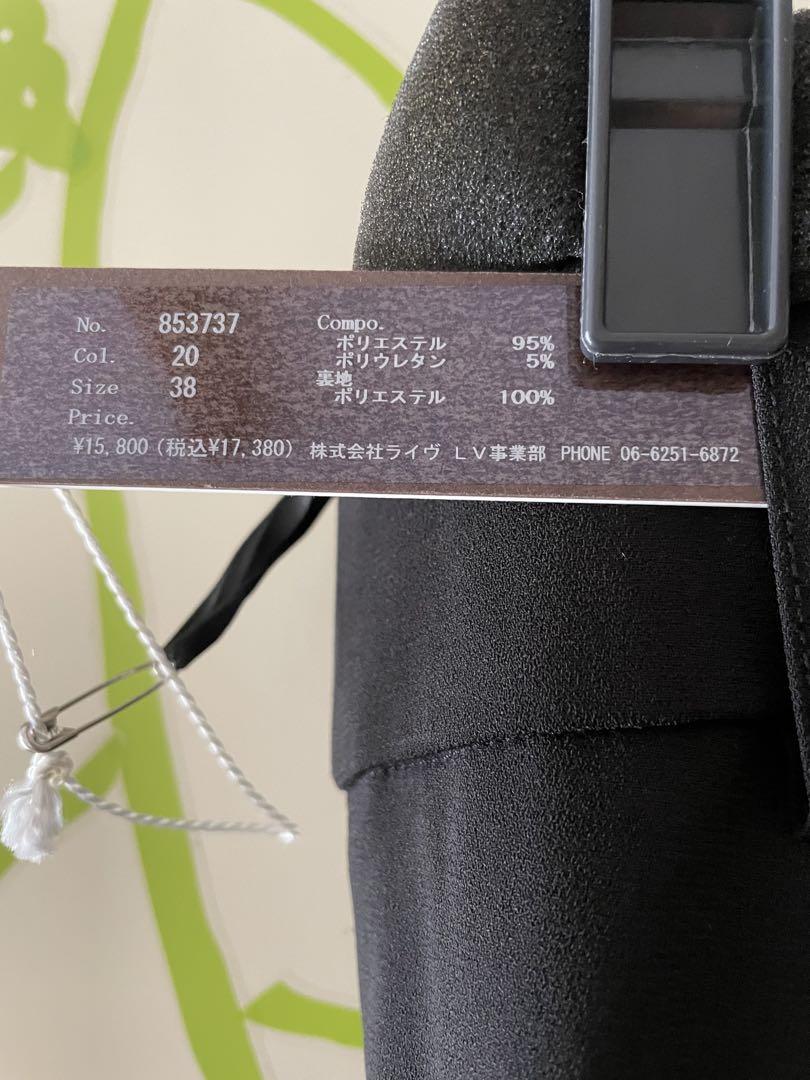 No. 853737
Col. 20
Size 38
Price.
¥15,800(税込¥17,380)
Compo.
ポリエステル 95%
ポリウレタン 5%
裏地
ポリエステル 100%
株式会社ライヴ LV事業部 PHONE 06-6251-6872